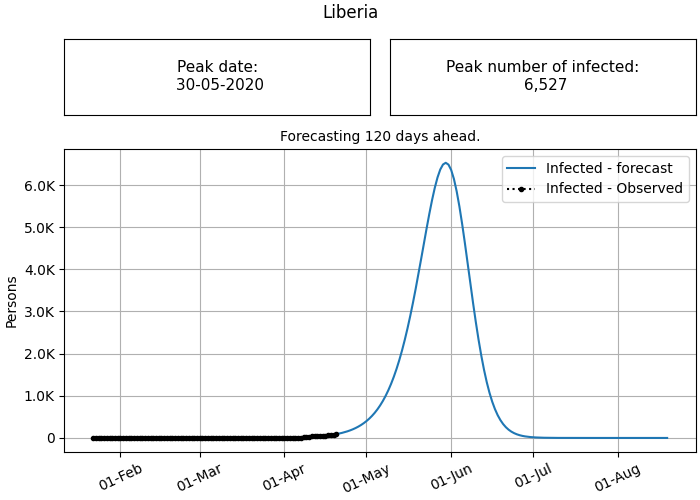 Liberia
Peak date:
30-05-2020
Peak number of infected:
6,527
Forecasting 120 days ahead.
Infected - forecast
Infected - Observed
6.0K
5.0K
4.0K
3.0K
2.0K
1.0K
0
Persons
01-Feb
01-Mar
01-Apr
01-May
01-Jun
01-Jul
01-Aug